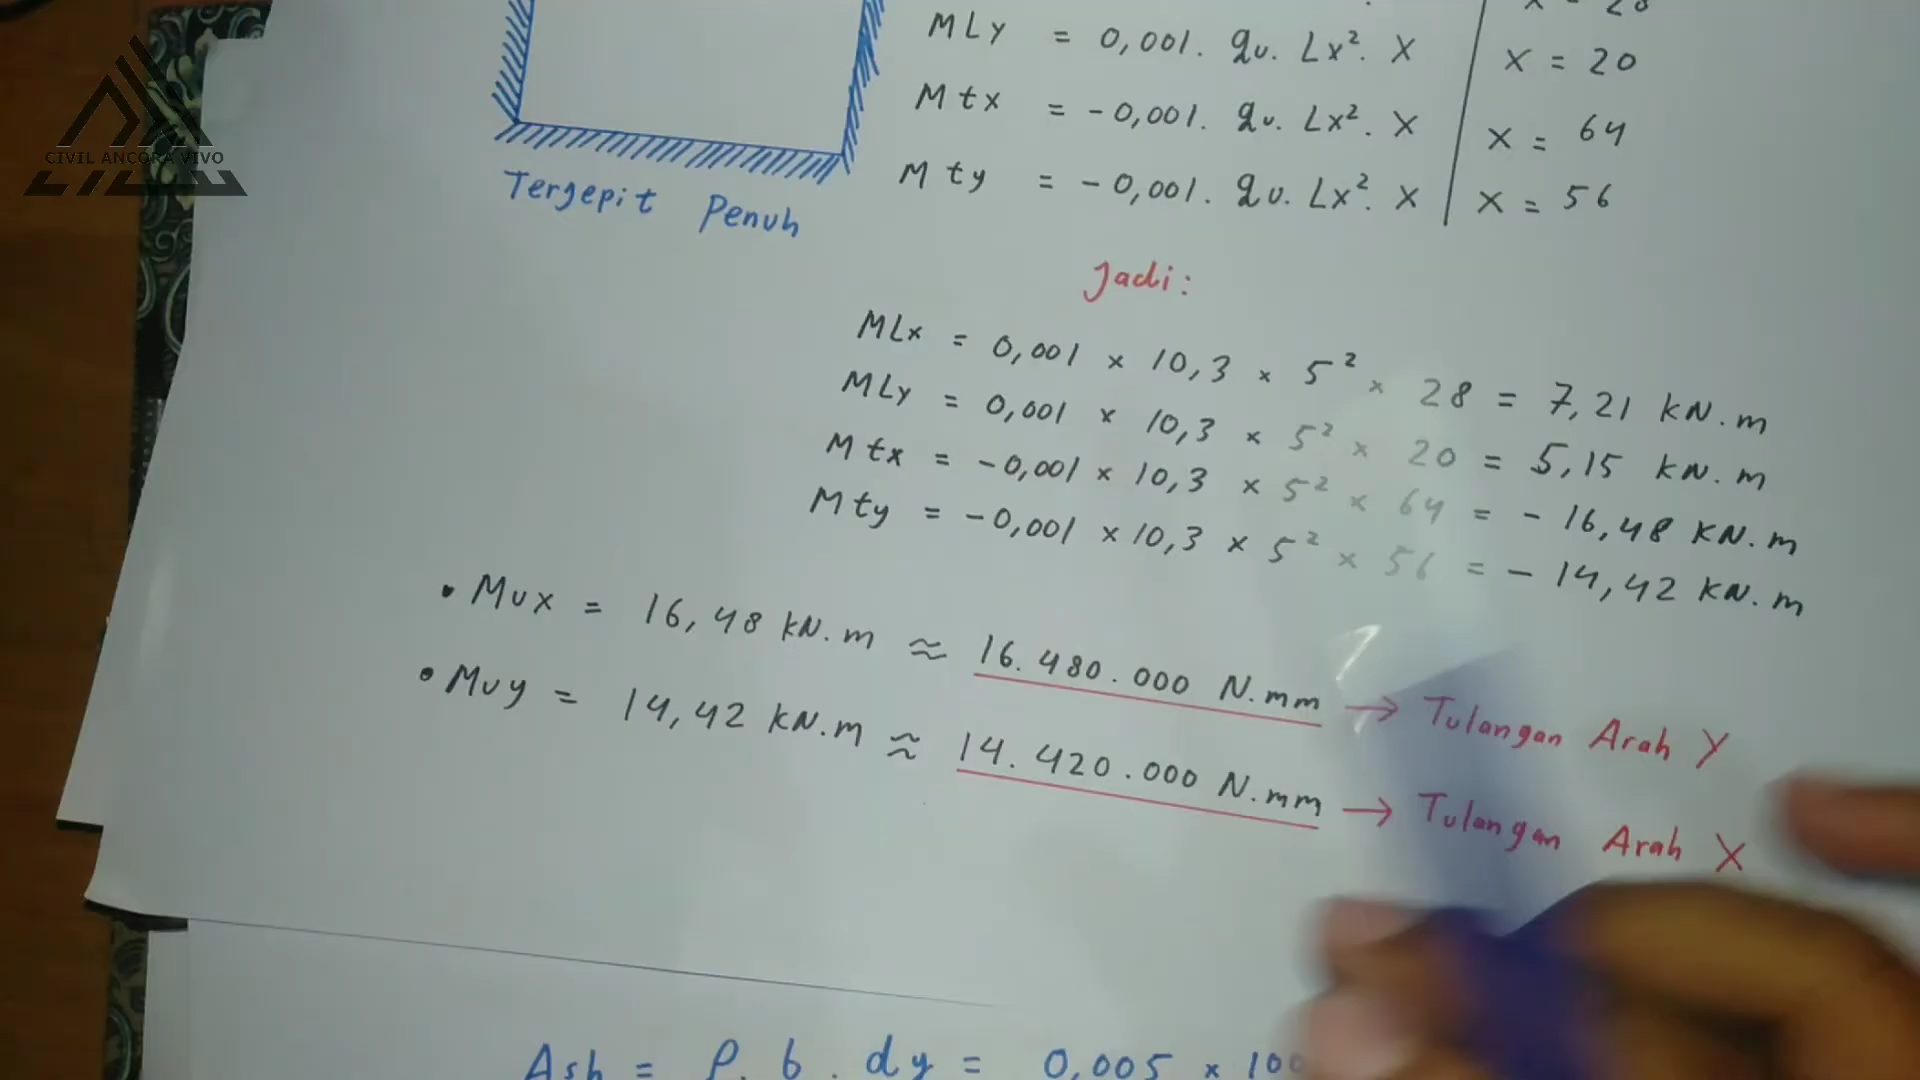 CIVIL ANCORA VIVO
MLy = 0,001. qu. Lx². X
x = 20
Mtx = -0,001. qu. Lx². X
x = 64
Mty = -0,001. qu. Lx². X
x = 56
Tergepit Penuh
Jadi:
MLx = 0,001 × 10,3 × 5² × 28 = 7,21 kN.m
MLy = 0,001 × 10,3 × 5² × 20 = 5,15 kN.m
Mtx = -0,001 × 10,3 × 5² × 64 = - 16,48 kN.m
Mty = -0,001 × 10,3 × 5² × 56 = - 14,42 kN.m
• Mux = 16,48 kN.m ≈ 16.480.000 N.mm → Tulangan Arah Y
• Muy = 14,42 kN.m ≈ 14.420.000 N.mm → Tulangan Arah X
Ash = ρ. b. dy = 0,005 × 100